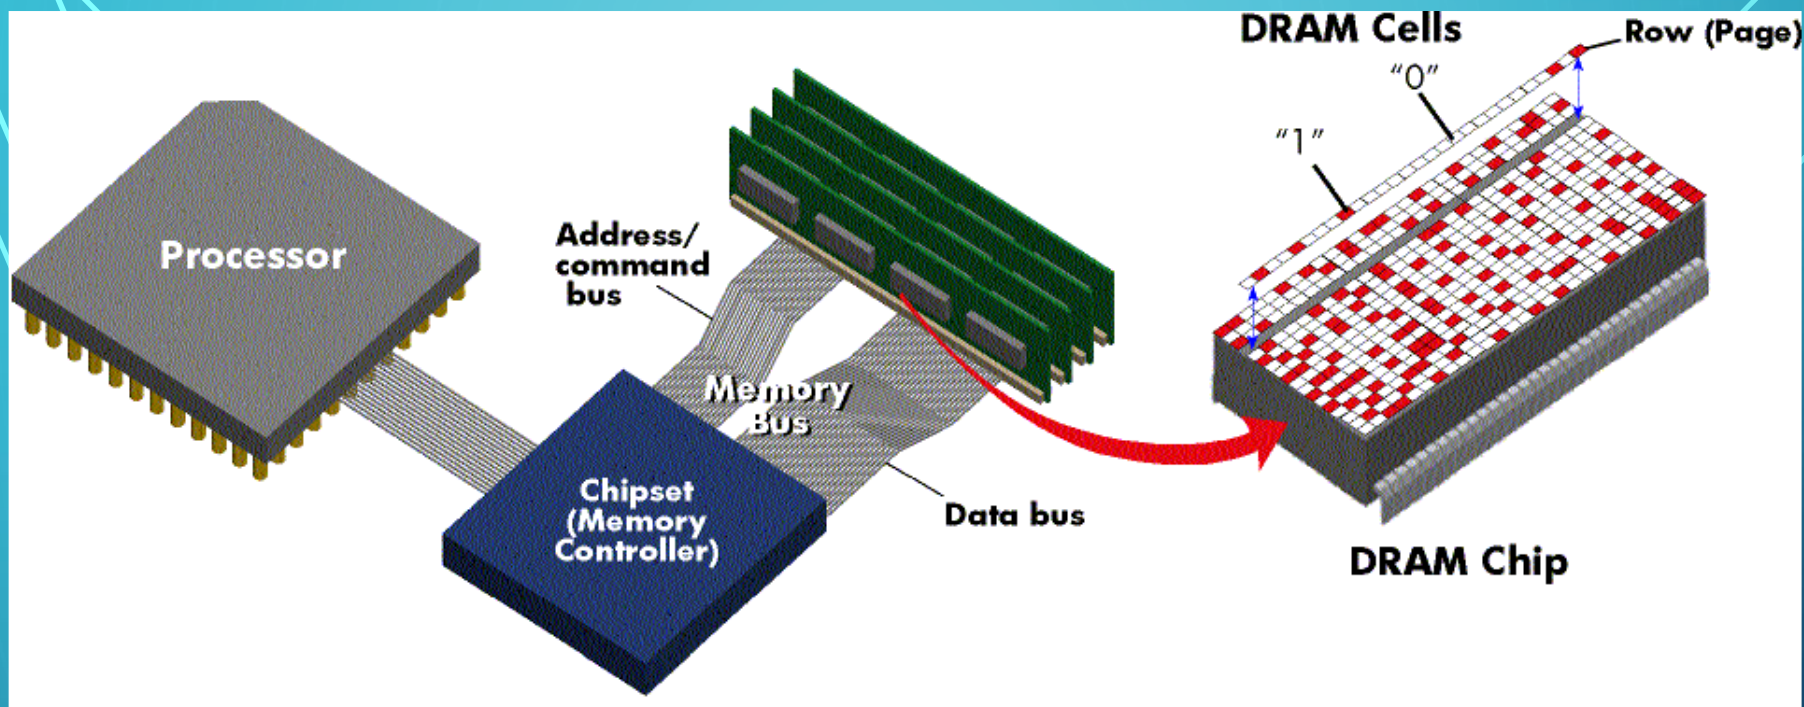 Processor
Address/
command
bus
Memory
Bus
Chipset
(Memory
Controller)
Data bus
DRAM Cells
Row (Page)
“0”
“1”
DRAM Chip